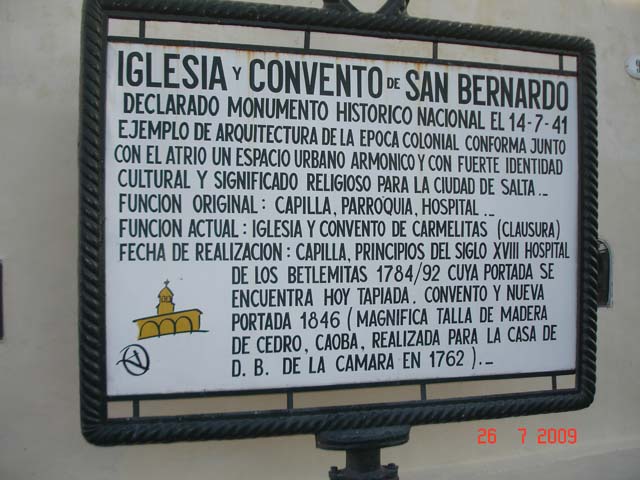 IGLESIA Y CONVENTO DE SAN BERNARDO
DECLARADO MONUMENTO HISTORICO NACIONAL EL 14-7-41
EJEMPLO DE ARQUITECTURA DE LA EPOCA COLONIAL CONFORMA JUNTO
CON EL ATRIO UN ESPACIO URBANO ARMONICO Y CON FUERTE IDENTIDAD
CULTURAL Y SIGNIFICADO RELIGIOSO PARA LA CIUDAD DE SALTA._
FUNCION ORIGINAL: CAPILLA, PARROQUIA, HOSPITAL._
FUNCION ACTUAL: IGLESIA Y CONVENTO DE CARMELITAS (CLAUSURA)
FECHA DE REALIZACION: CAPILLA, PRINCIPIOS DEL SIGLO XVIII HOSPITAL
DE LOS BETLEMITAS 1784/92 CUYA PORTADA SE
ENCUENTRA HOY TAPIADA. CONVENTO Y NUEVA
PORTADA 1846 (MAGNIFICA TALLA DE MADERA
DE CEDRO, CAOBA, REALIZADA PARA LA CASA DE
D. B. DE LA CAMARA EN 1762)._
26 7 2009